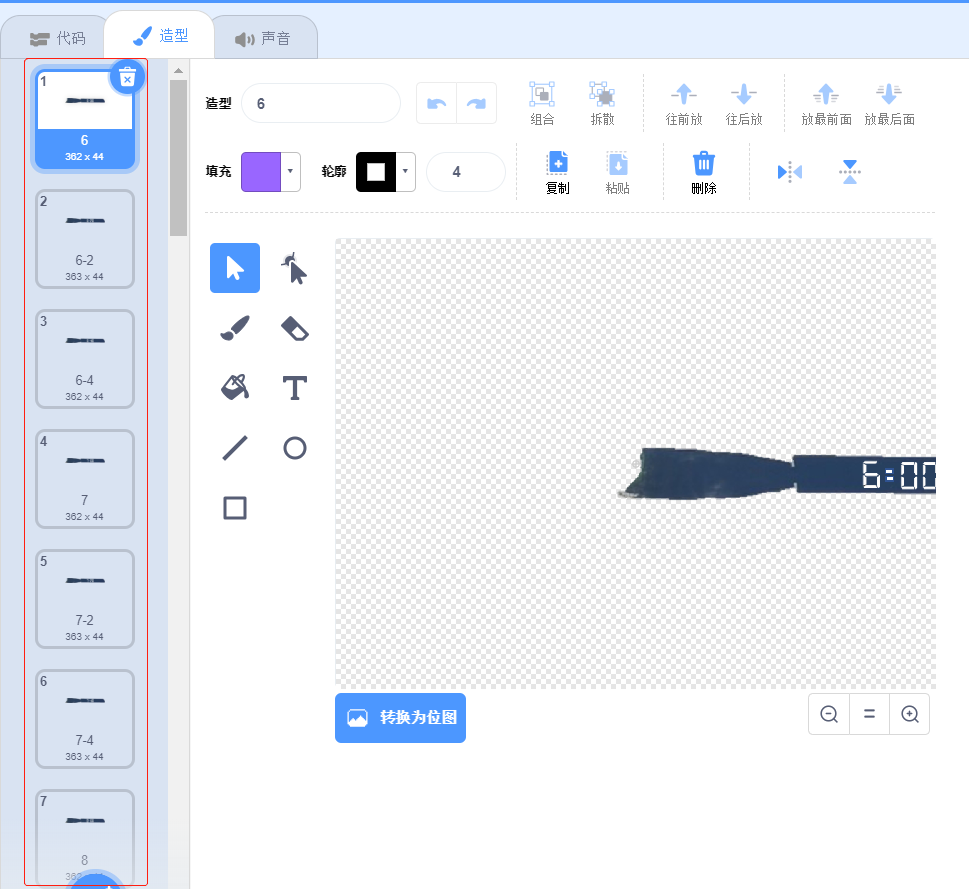 代码
造型
声音
1
6
362 x 44
2
6-2
363 x 44
3
6-4
362 x 44
4
7
362 x 44
5
7-2
363 x 44
6
7-4
363 x 44
7
8
造型
6
组合
拆散
往前放
往后放
放最前面
放最后面
填充
轮廓
4
复制
粘贴
删除
6:00
转换为位图